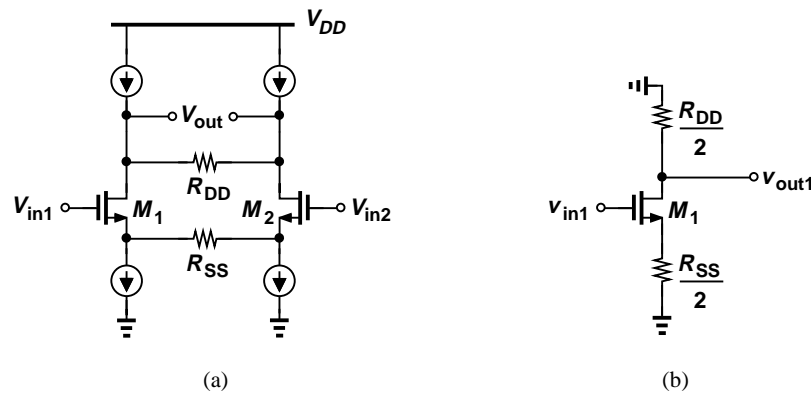 V_DD
V_out
R_DD
V_in1
M_1
M_2
V_in2
R_SS
(a)
R_DD
2
v_out1
v_in1
M_1
R_SS
2
(b)